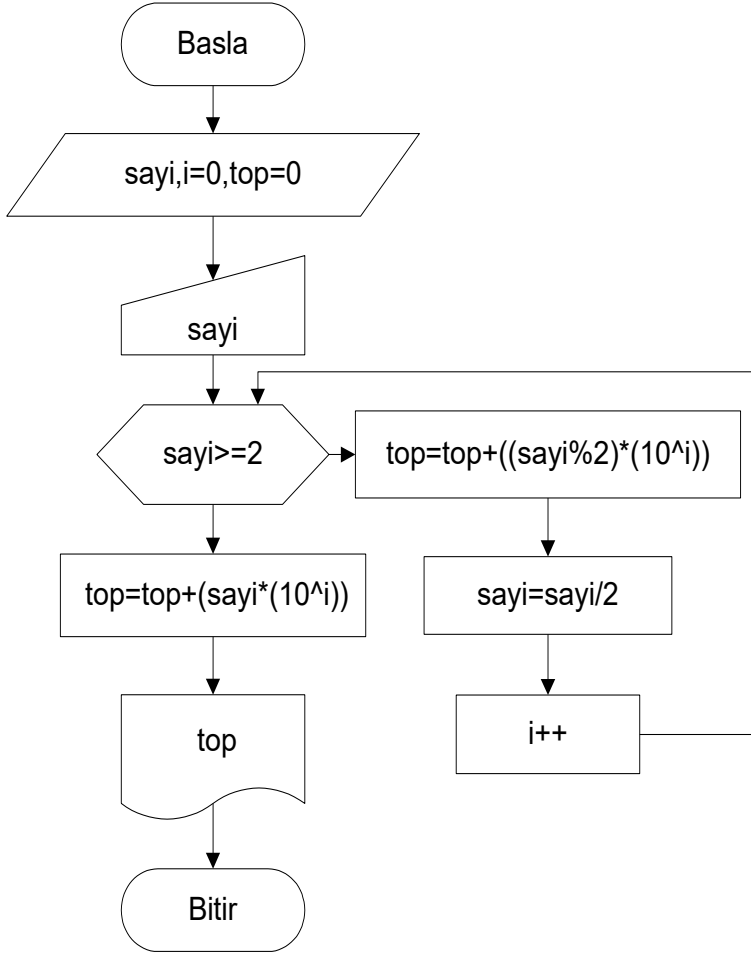 Basla
sayi,i=0,top=0
sayi
sayi>=2
top=top+((sayi%2)*(10^i))
sayi=sayi/2
i++
top=top+(sayi*(10^i))
top
Bitir